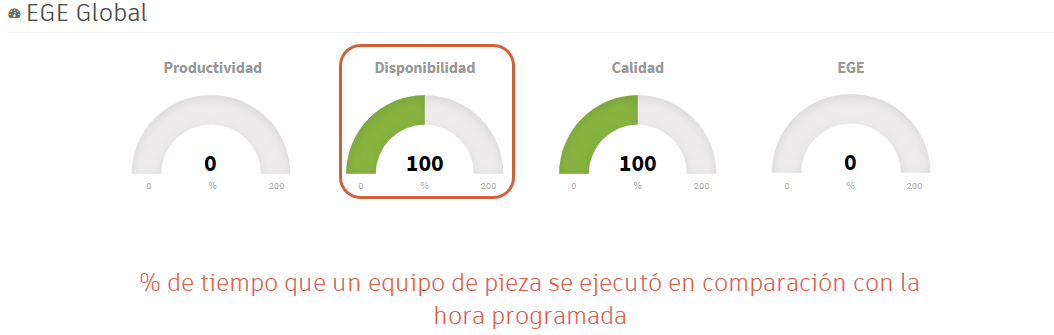 EGE Global
Productividad Disponibilidad Calidad EGE
0 100 100 0
0 % 200 0 % 200 0 % 200 0 % 200
% de tiempo que un equipo de pieza se ejecutó en comparación con la
hora programada